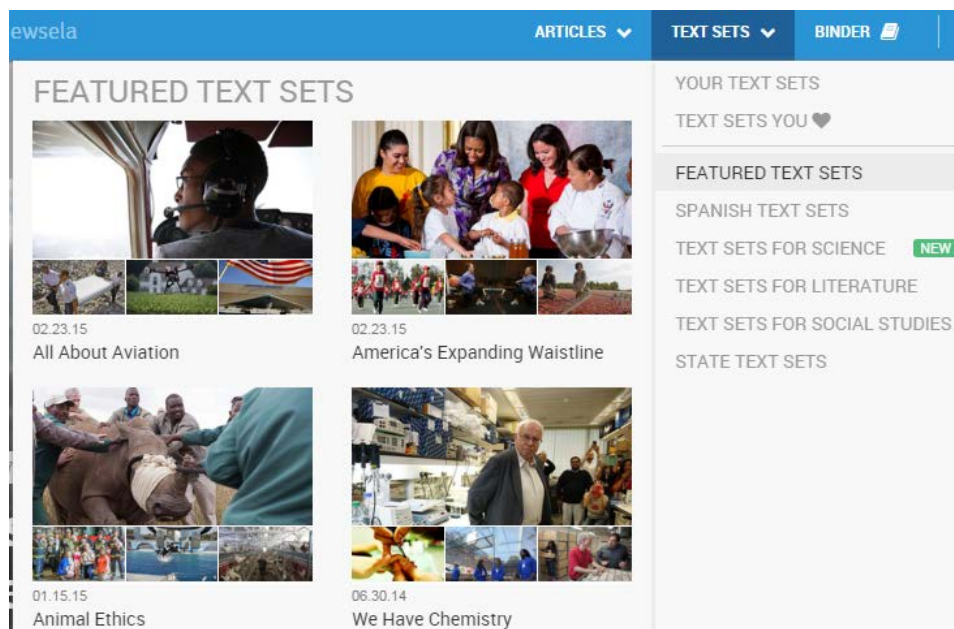 ewsela
ARTICLES
TEXT SETS
BINDER
FEATURED TEXT SETS
02.23.15
All About Aviation
02.23.15
America's Expanding Waistline
01.15.15
Animal Ethics
06.30.14
We Have Chemistry
YOUR TEXT SETS
TEXT SETS YOU
FEATURED TEXT SETS
SPANISH TEXT SETS
TEXT SETS FOR SCIENCE NEW
TEXT SETS FOR LITERATURE
TEXT SETS FOR SOCIAL STUDIES
STATE TEXT SETS